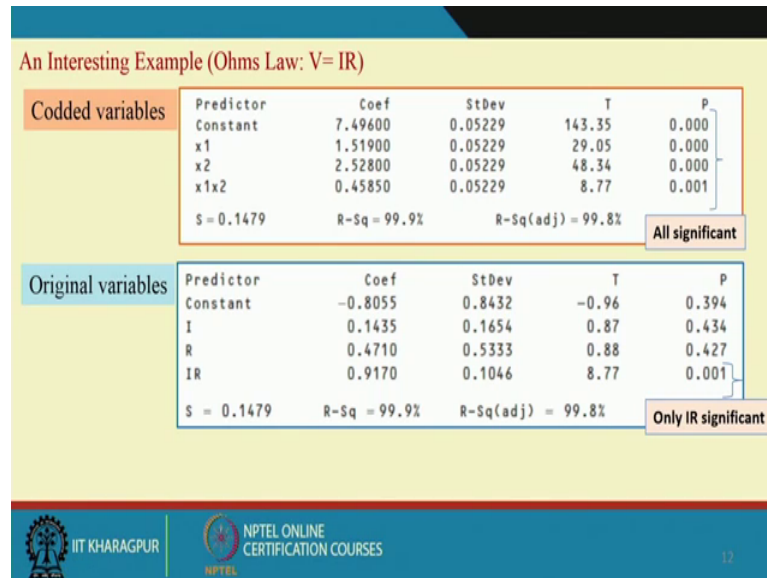 An Interesting Example (Ohms Law: V= IR)
Codded variables
Predictor Coef StDev T P
Constant 7.49600 0.05229 143.35 0.000
x1 1.51900 0.05229 29.05 0.000
x2 2.52800 0.05229 48.34 0.000
x1x2 0.45850 0.05229 8.77 0.001
S = 0.1479 R-Sq = 99.9% R-Sq(adj) = 99.8%
All significant
Original variables
Predictor Coef StDev T P
Constant -0.8055 0.8432 -0.96 0.394
I 0.1435 0.1654 0.87 0.434
R 0.4710 0.5333 0.88 0.427
IR 0.9170 0.1046 8.77 0.001
S = 0.1479 R-Sq = 99.9% R-Sq(adj) = 99.8%
Only IR significant
IIT KHARAGPUR
NPTEL
NPTEL ONLINE
CERTIFICATION COURSES
12